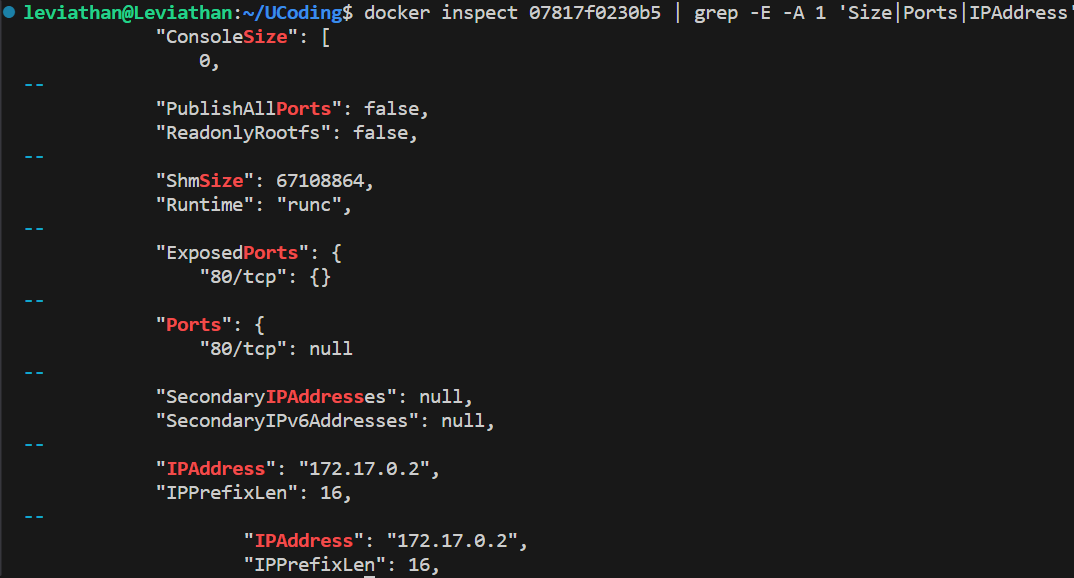 leviathan@Leviathan:~/UCoding$ docker inspect 07817f0230b5 | grep -E -A 1 'Size|Ports|IPAddress'
"ConsoleSize": [
0,
--
"PublishAllPorts": false,
"ReadonlyRootfs": false,
--
"ShmSize": 67108864,
"Runtime": "runc",
--
"ExposedPorts": {
"80/tcp": {}
--
"Ports": {
"80/tcp": null
--
"SecondaryIPAddresses": null,
"SecondaryIPv6Addresses": null,
--
"IPAddress": "172.17.0.2",
"IPPrefixLen": 16,
--
"IPAddress": "172.17.0.2",
"IPPrefixLen": 16,